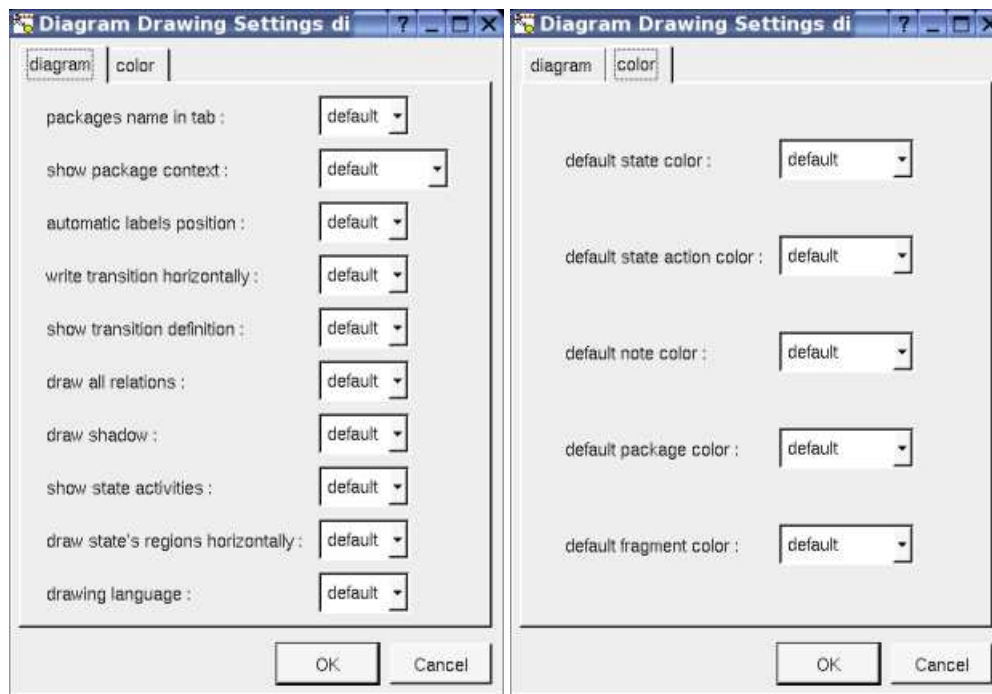 Diagram Drawing Settings di
diagram color
packages name in tab : default
show package context : default
automatic labels position : default
write transition horizontally : default
show transition definition : default
draw all relations : default
draw shadow : default
show state activities : default
draw state's regions horizontally : default
drawing language : default
OK Cancel
Diagram Drawing Settings di
diagram color
default state color : default
default state action color : default
default note color : default
default package color : default
default fragment color : default
OK Cancel